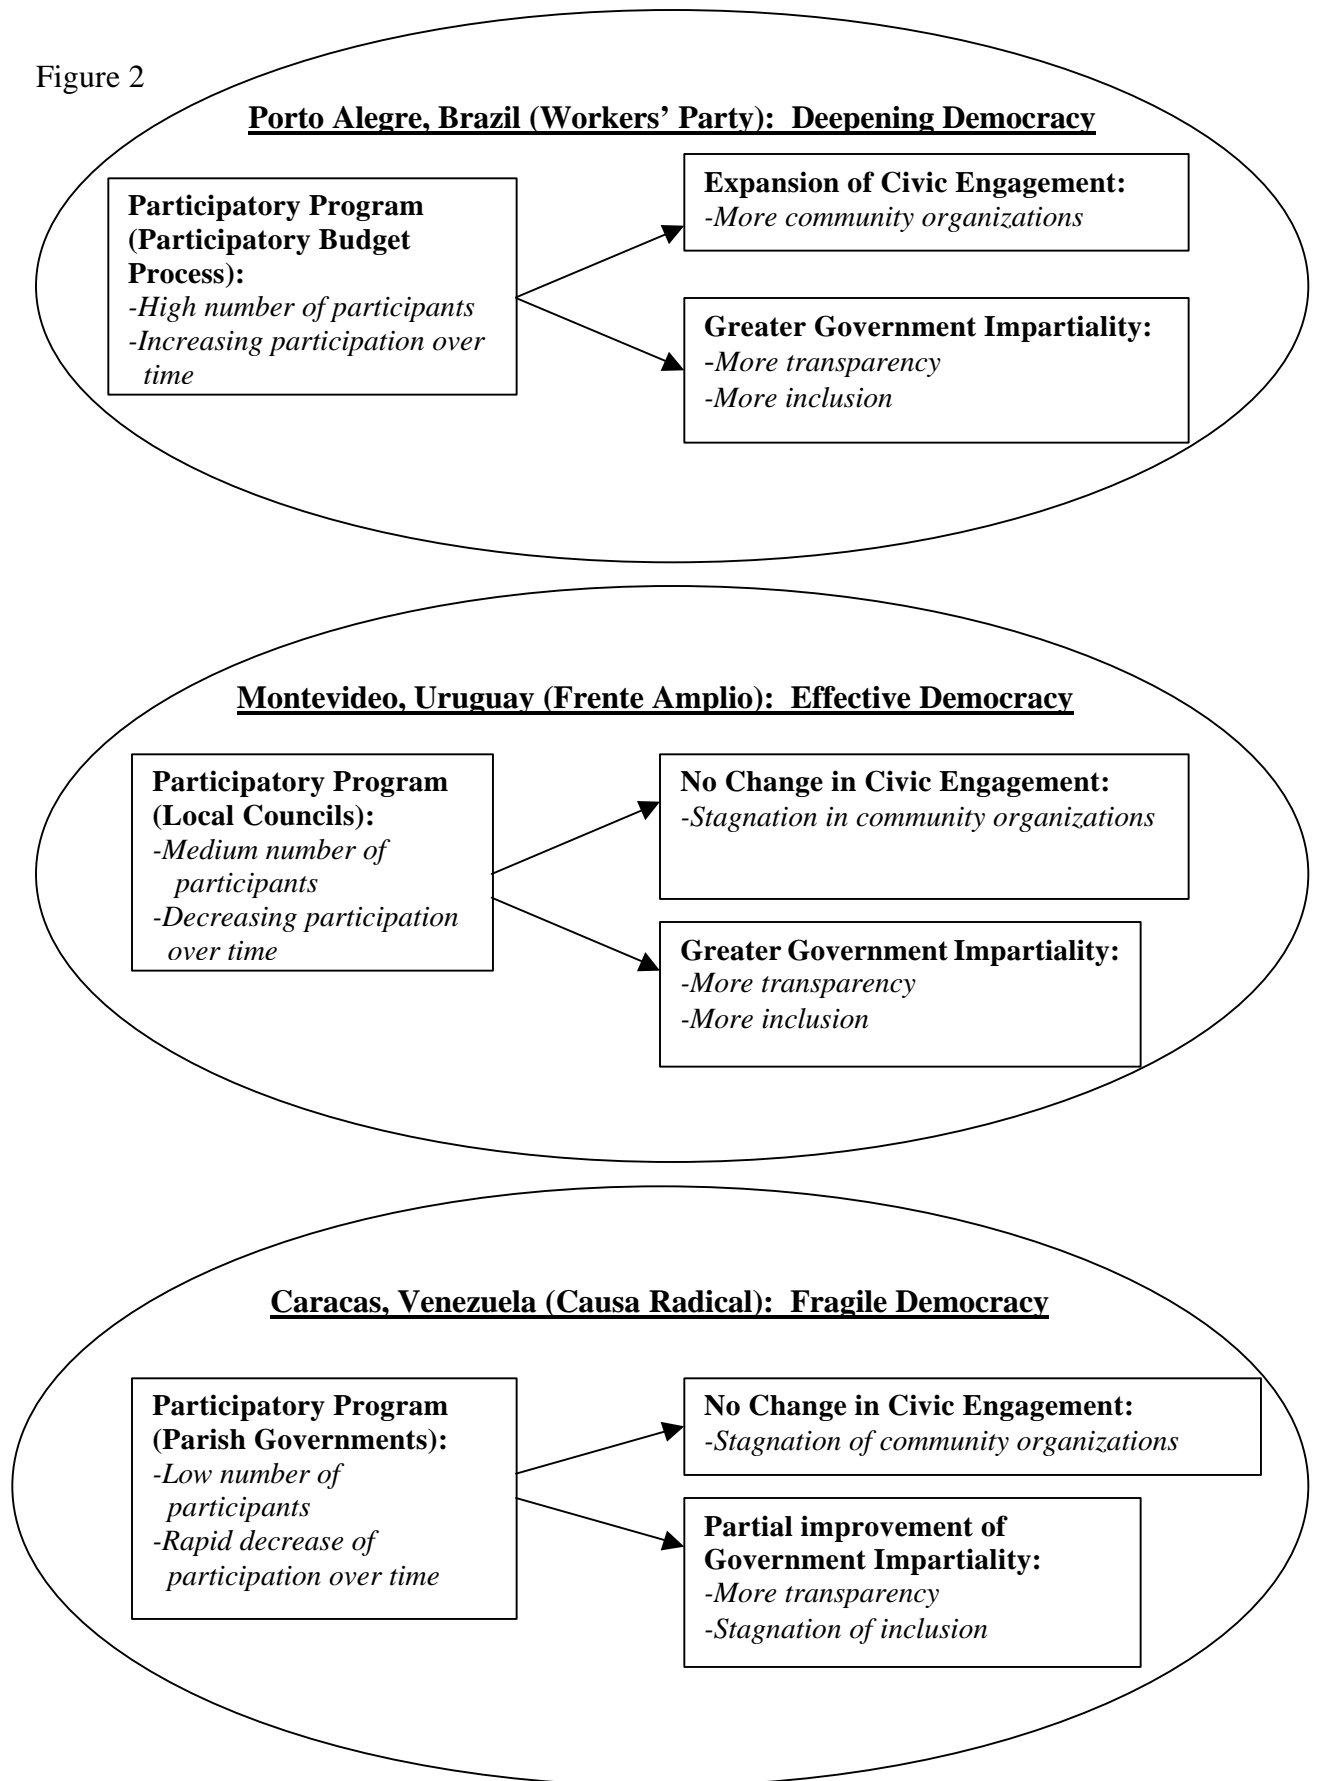 Figure 2
Porto Alegre, Brazil (Workers’ Party):  Deepening Democracy
Participatory Program
(Participatory Budget
Process):
-High number of participants
-Increasing participation over
time
Expansion of Civic Engagement:
-More community organizations
Greater Government Impartiality:
-More transparency
-More inclusion
Montevideo, Uruguay (Frente Amplio):  Effective Democracy
Participatory Program
(Local Councils):
-Medium number of
participants
-Decreasing participation
over time
No Change in Civic Engagement:
-Stagnation in community organizations
Greater Government Impartiality:
-More transparency
-More inclusion
Caracas, Venezuela (Causa Radical):  Fragile Democracy
Participatory Program
(Parish Governments):
-Low number of
participants
-Rapid decrease of
participation over time
No Change in Civic Engagement:
-Stagnation of community organizations
Partial improvement of
Government Impartiality:
-More transparency
-Stagnation of inclusion